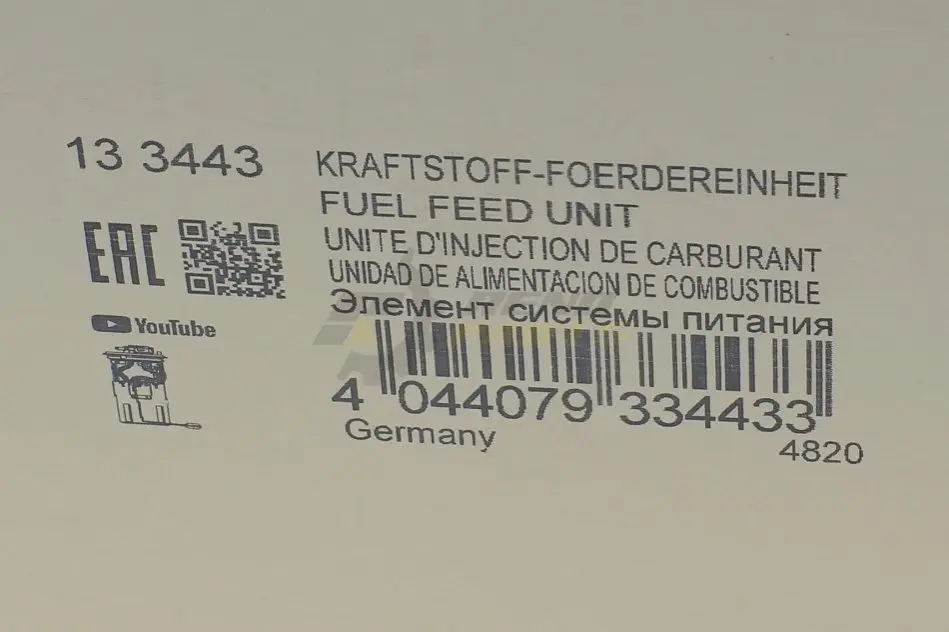 13 3443
KRAFTSTOFF-FOERDEREINHEIT
FUEL FEED UNIT
UNITE D'INJECTION DE CARBURANT
UNIDAD DE ALIMENTACION DE COMBUSTIBLE
Элемент системы питания
EAC
YouTube
4 044079 334433
Germany
4820